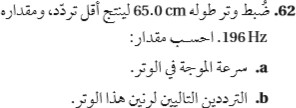 62. ضُبط وتر طوله 65.0 cm لينتج أقل تردّد، ومقداره
196 Hz. احسب مقدار:
a. سرعة الموجة في الوتر.
b. الترددين التاليين لرنين هذا الوتر.